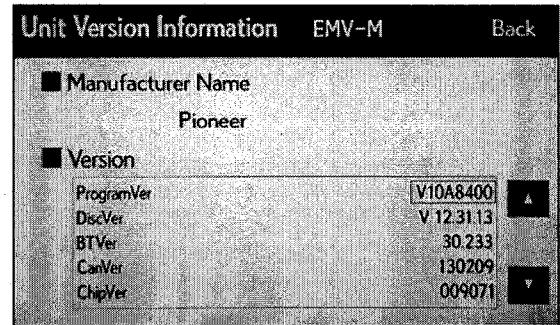 Unit Version Information EMV-M Back
Manufacturer Name
Pioneer
Version
ProgramVer V10A8400
DiscVer V 12.31.13
BTVer 30.233
CanVer 130209
ChipVer 009071